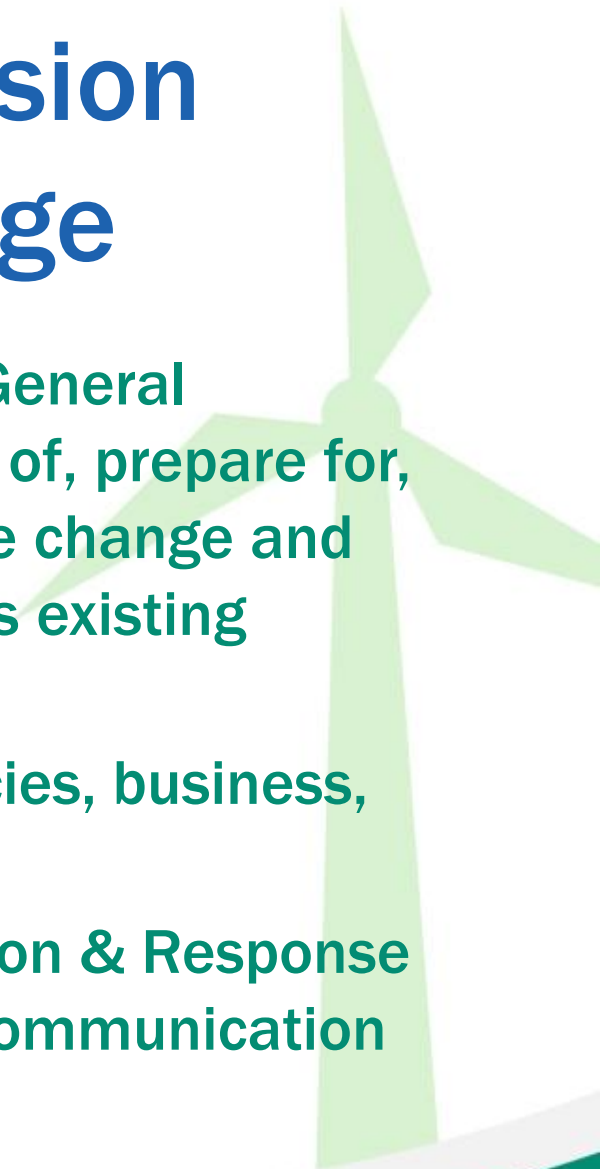 sion
ge
General
of, prepare for,
e change and
s existing
cies, business,
on & Response
ommunication